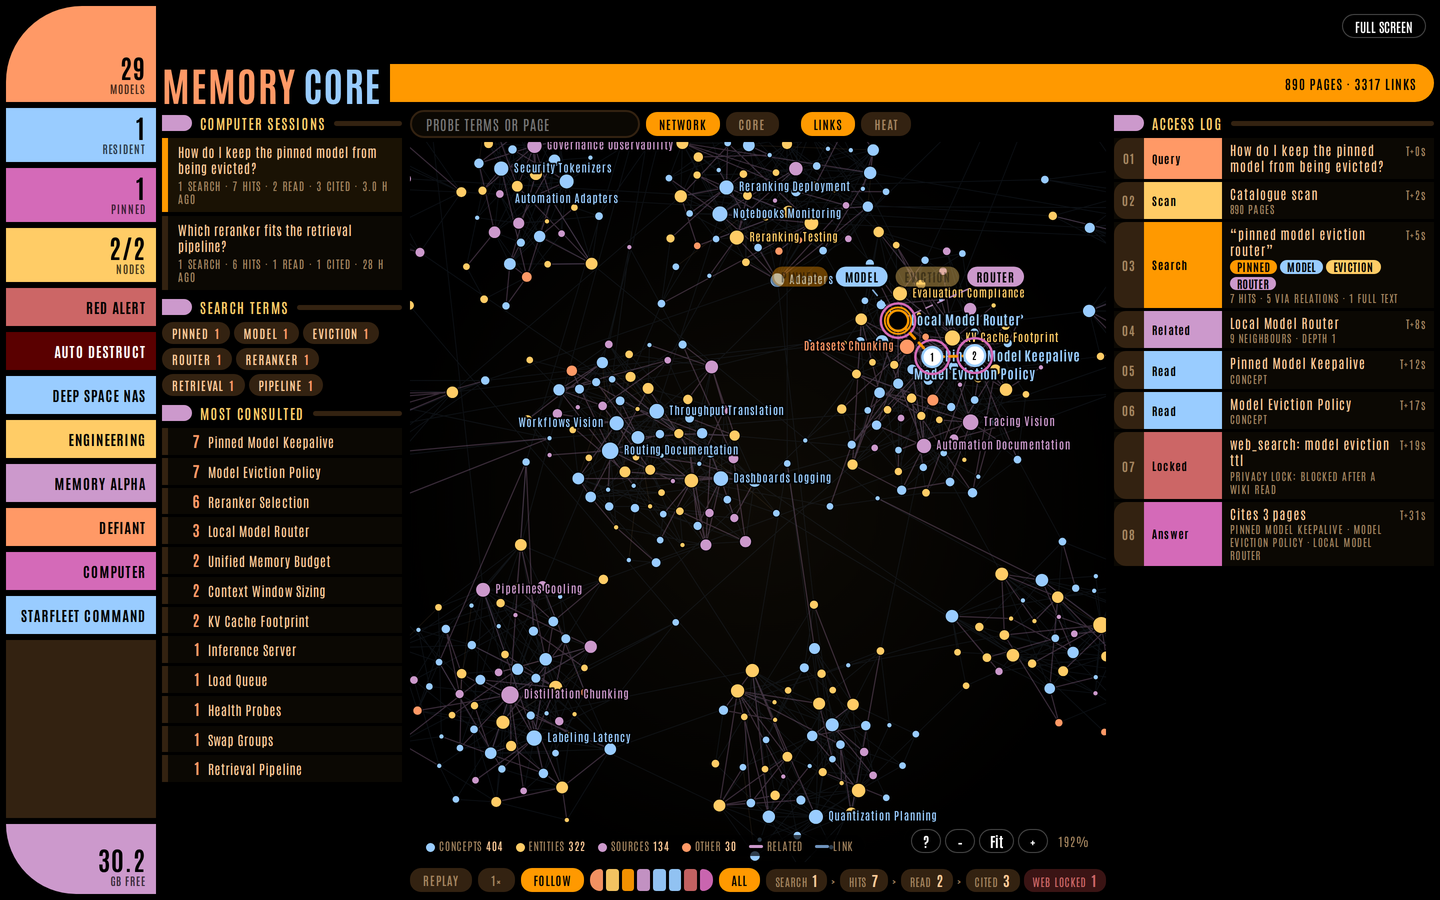 FULL SCREEN
29
MODELS
1
RESIDENT
1
PINNED
2/2
NODES
RED ALERT
AUTO DESTRUCT
DEEP SPACE NAS
ENGINEERING
MEMORY ALPHA
DEFIANT
COMPUTER
STARFLEET COMMAND
30.2
GB FREE
MEMORY CORE
890 PAGES · 3317 LINKS
COMPUTER SESSIONS
How do I keep the pinned model from
being evicted?
1 SEARCH · 7 HITS · 2 READ · 3 CITED · 3.0 H
AGO
Which reranker fits the retrieval
pipeline?
1 SEARCH · 6 HITS · 1 READ · 1 CITED · 28 H
AGO
SEARCH TERMS
PINNED 1 MODEL 1 EVICTION 1
ROUTER 1 RERANKER 1
RETRIEVAL 1 PIPELINE 1
MOST CONSULTED
7 Pinned Model Keepalive
7 Model Eviction Policy
6 Reranker Selection
3 Local Model Router
2 Unified Memory Budget
2 Context Window Sizing
2 KV Cache Footprint
1 Inference Server
1 Load Queue
1 Health Probes
1 Swap Groups
1 Retrieval Pipeline
PROBE TERMS OR PAGE
NETWORK CORE LINKS HEAT
Governance Observability
Security Tokenizers
Automation Adapters
Reranking Deployment
Notebooks Monitoring
Reranking Testing
Adapters
MODEL EVICTION ROUTER
Evaluation Compliance
Local Model Router
KV Cache Footprint
Datasets Chunking
1 2 Model Keepalive
Model Eviction Policy
Throughput Translation
Workflows Vision
Tracing Vision
Routing Documentation
Automation Documentation
Dashboards Logging
Pipelines Cooling
Distillation Chunking
Labeling Latency
Quantization Planning
CONCEPTS 404 ENTITIES 322 SOURCES 134 OTHER 30 RELATED LINK
? - Fit + 192%
REPLAY 1× FOLLOW ALL SEARCH 1 › HITS 7 › READ 2 › CITED 3 WEB LOCKED 1
ACCESS LOG
01 Query How do I keep the pinned T+0s
model from being evicted?
02 Scan Catalogue scan T+2s
890 PAGES
03 Search “pinned model eviction T+5s
router”
PINNED MODEL EVICTION
ROUTER
7 HITS · 5 VIA RELATIONS · 1 FULL TEXT
04 Related Local Model Router T+8s
9 NEIGHBOURS · DEPTH 1
05 Read Pinned Model Keepalive T+12s
CONCEPT
06 Read Model Eviction Policy T+17s
CONCEPT
07 Locked web_search: model eviction T+19s
ttl
PRIVACY LOCK: BLOCKED AFTER A
WIKI READ
08 Answer Cites 3 pages T+31s
PINNED MODEL KEEPALIVE · MODEL
EVICTION POLICY · LOCAL MODEL
ROUTER